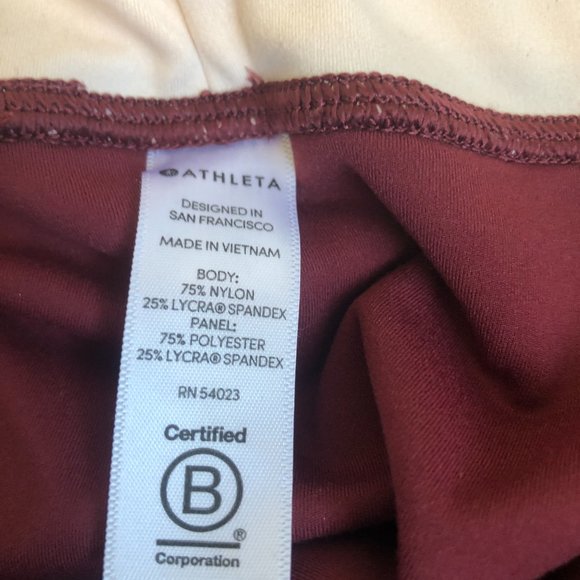 ATHLETA
DESIGNED IN
SAN FRANCISCO
MADE IN VIETNAM
BODY:
75% NYLON
25% LYCRA® SPANDEX
PANEL:
75% POLYESTER
25% LYCRA® SPANDEX
RN 54023
Certified
B
®
Corporation